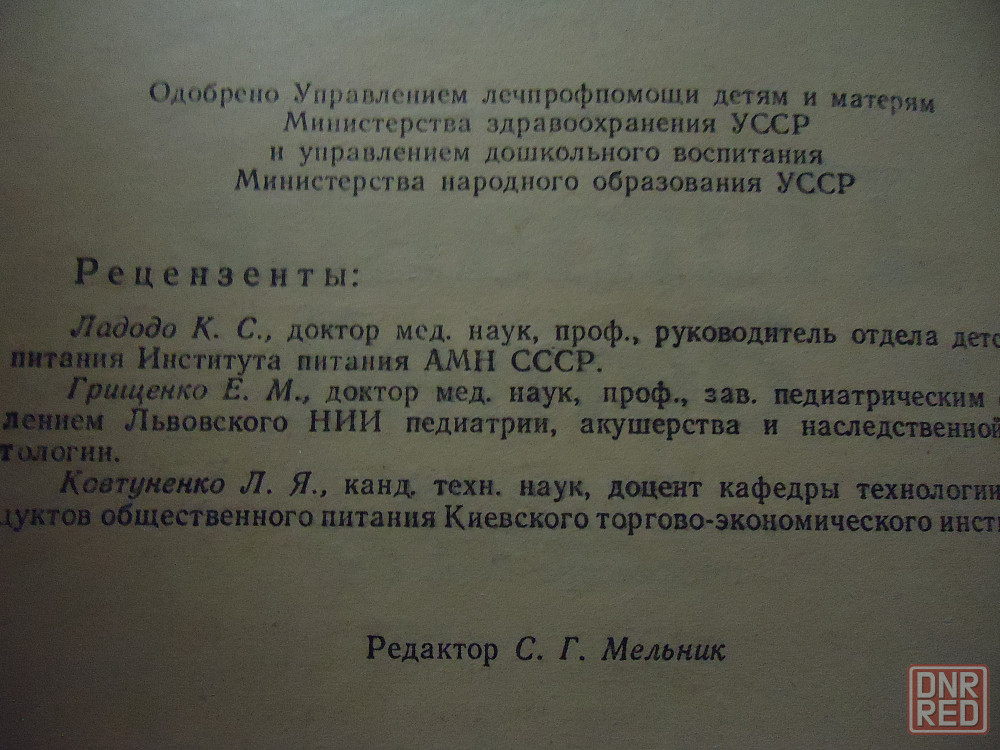 Одобрено Управлением лечпрофпомощи детям и матерям
Министерства здравоохранения УССР
и управлением дошкольного воспитания
Министерства народного образования УССР
Рецензенты:
Ладодо К. С., доктор мед. наук, проф., руководитель отдела детс
питания Института питания АМН СССР.
Грищенко Е. М., доктор мед. наук, проф., зав. педиатрическим
лением Львовского НИИ педиатрии, акушерства и наследственной
тологии.
Ковтуненко Л. Я., канд. техн. наук, доцент кафедры технологии
дуктов общественного питания Киевского торгово-экономического инсти
Редактор С. Г. Мельник
DNR
RED